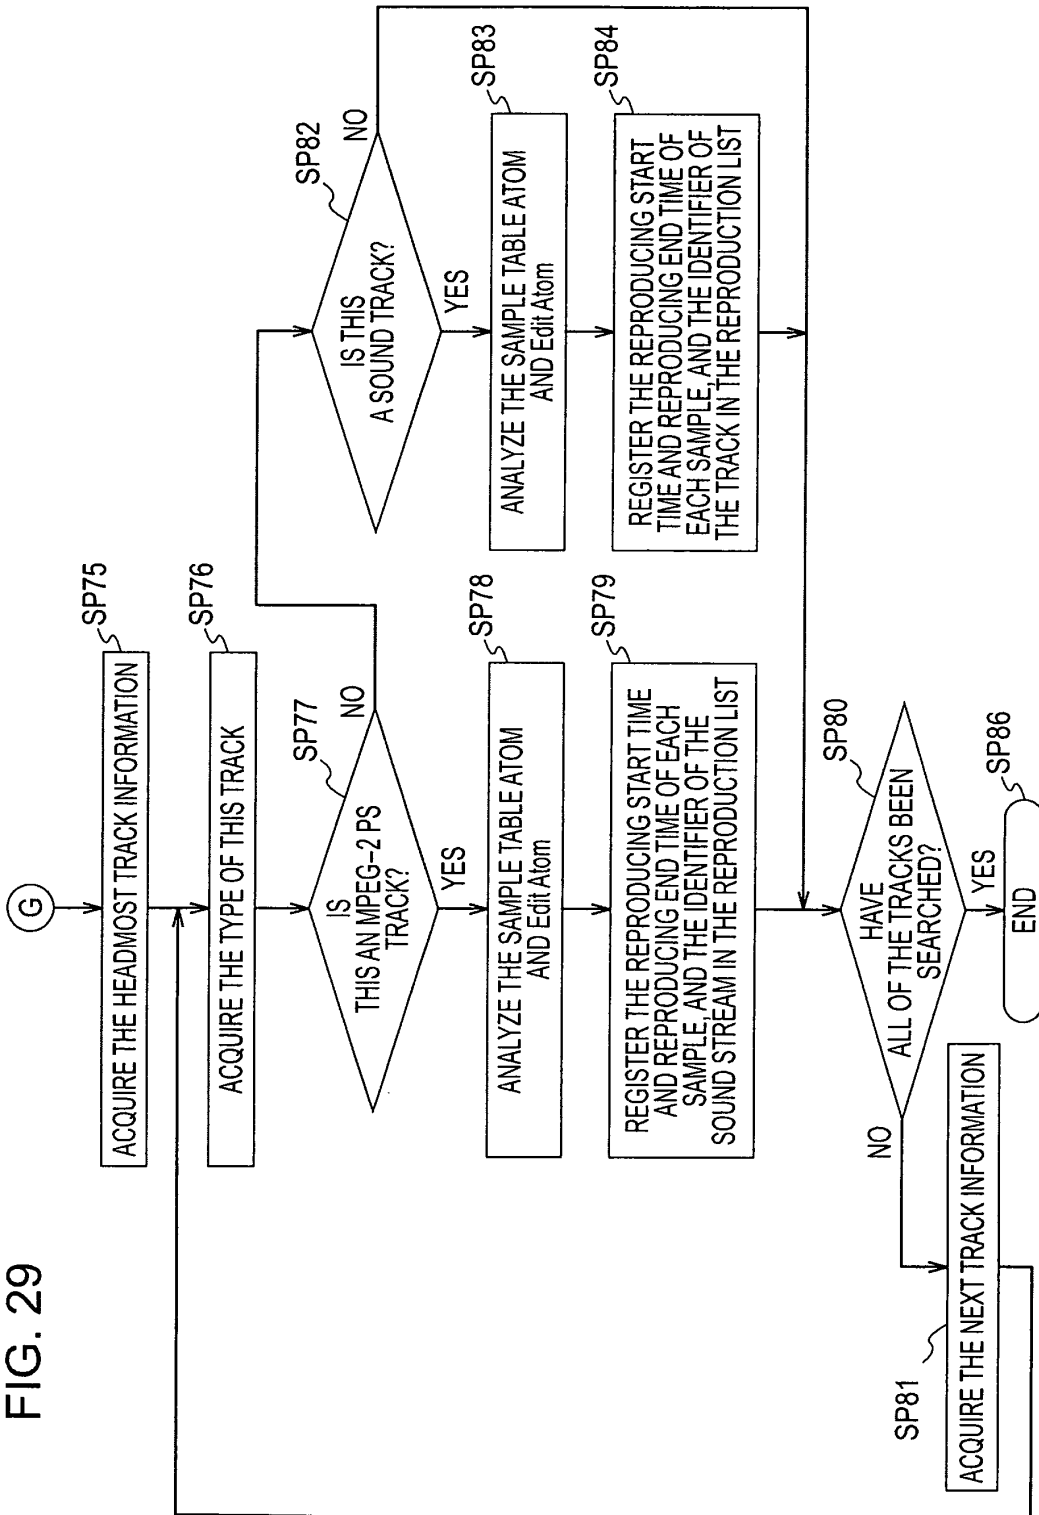 FIG. 29
G
ACQUIRE THE HEADMOST TRACK INFORMATION
SP75
ACQUIRE THE TYPE OF THIS TRACK
SP76
IS
THIS AN MPEG-2 PS
TRACK?
SP77
NO
YES
ANALYZE THE SAMPLE TABLE ATOM
AND Edit Atom
SP78
REGISTER THE REPRODUCING START TIME
AND REPRODUCING END TIME OF EACH
SAMPLE, AND THE IDENTIFIER OF THE
SOUND STREAM IN THE REPRODUCTION LIST
SP79
IS THIS
A SOUND TRACK?
SP82
NO
YES
ANALYZE THE SAMPLE TABLE ATOM
AND Edit Atom
SP83
REGISTER THE REPRODUCING START
TIME AND REPRODUCING END TIME OF
EACH SAMPLE, AND THE IDENTIFIER OF
THE TRACK IN THE REPRODUCTION LIST
SP84
HAVE
ALL OF THE TRACKS BEEN
SEARCHED?
SP80
NO
YES
SP81
ACQUIRE THE NEXT TRACK INFORMATION
END
SP86